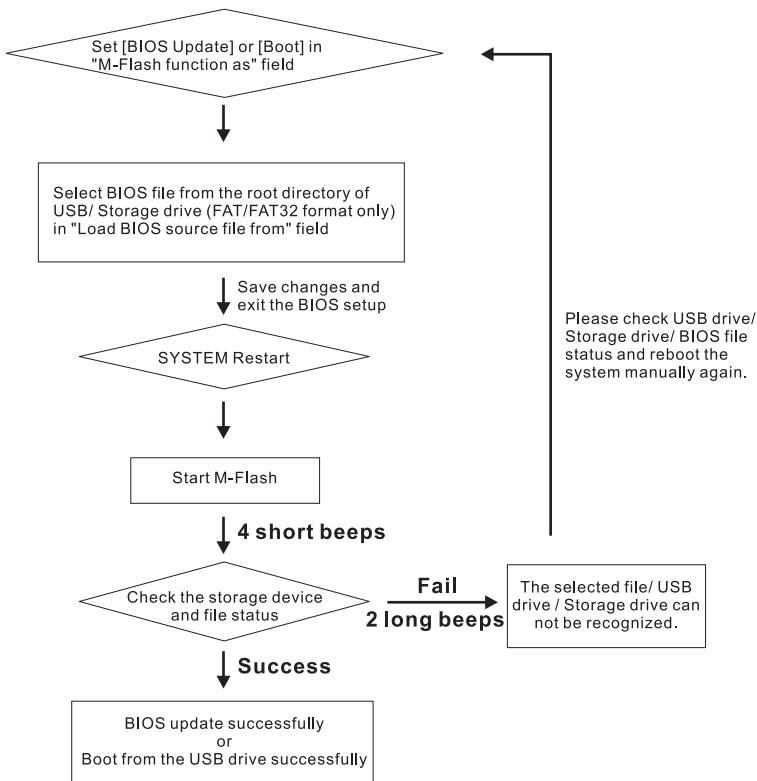 Set [BIOS Update] or [Boot] in
"M-Flash function as" field
Select BIOS file from the root directory of
USB/ Storage drive (FAT/FAT32 format only)
in "Load BIOS source file from" field
Save changes and
exit the BIOS setup
SYSTEM Restart
Start M-Flash
4 short beeps
Check the storage device
and file status
Fail
2 long beeps
The selected file/ USB
drive / Storage drive can
not be recognized.
Please check USB drive/
Storage drive/ BIOS file
status and reboot the
system manually again.
Success
BIOS update successfully
or
Boot from the USB drive successfully